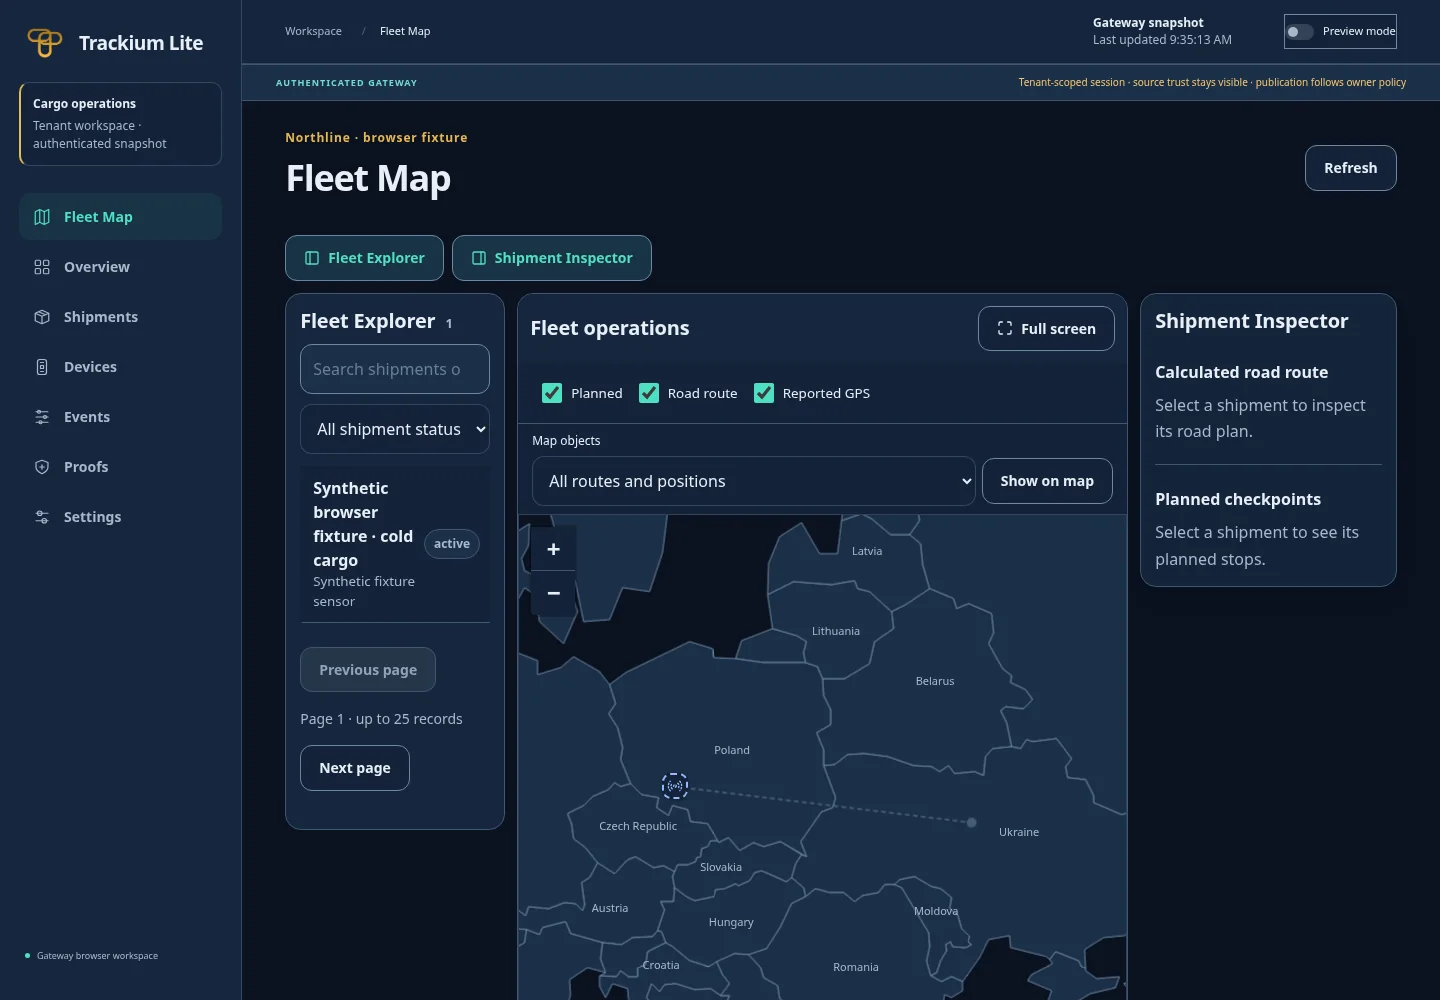 Trackium Lite
Cargo operations
Tenant workspace ·
authenticated snapshot
Fleet Map
Overview
Shipments
Devices
Events
Proofs
Settings
Gateway browser workspace
Workspace / Fleet Map
Gateway snapshot
Last updated 9:35:13 AM
Preview mode
AUTHENTICATED GATEWAY
Tenant-scoped session · source trust stays visible · publication follows owner policy
Northline · browser fixture
Fleet Map
Refresh
Fleet Explorer
Shipment Inspector
Fleet Explorer 1
Search shipments o
All shipment status
Synthetic
browser
fixture · cold
cargo
active
Synthetic fixture
sensor
Previous page
Page 1 · up to 25 records
Next page
Fleet operations
Full screen
Planned
Road route
Reported GPS
Map objects
All routes and positions
Show on map
+
−
Latvia
Lithuania
Belarus
Poland
Czech Republic
Ukraine
Slovakia
Austria
Moldova
Hungary
Croatia
Romania
Shipment Inspector
Calculated road route
Select a shipment to inspect
its road plan.
Planned checkpoints
Select a shipment to see its
planned stops.